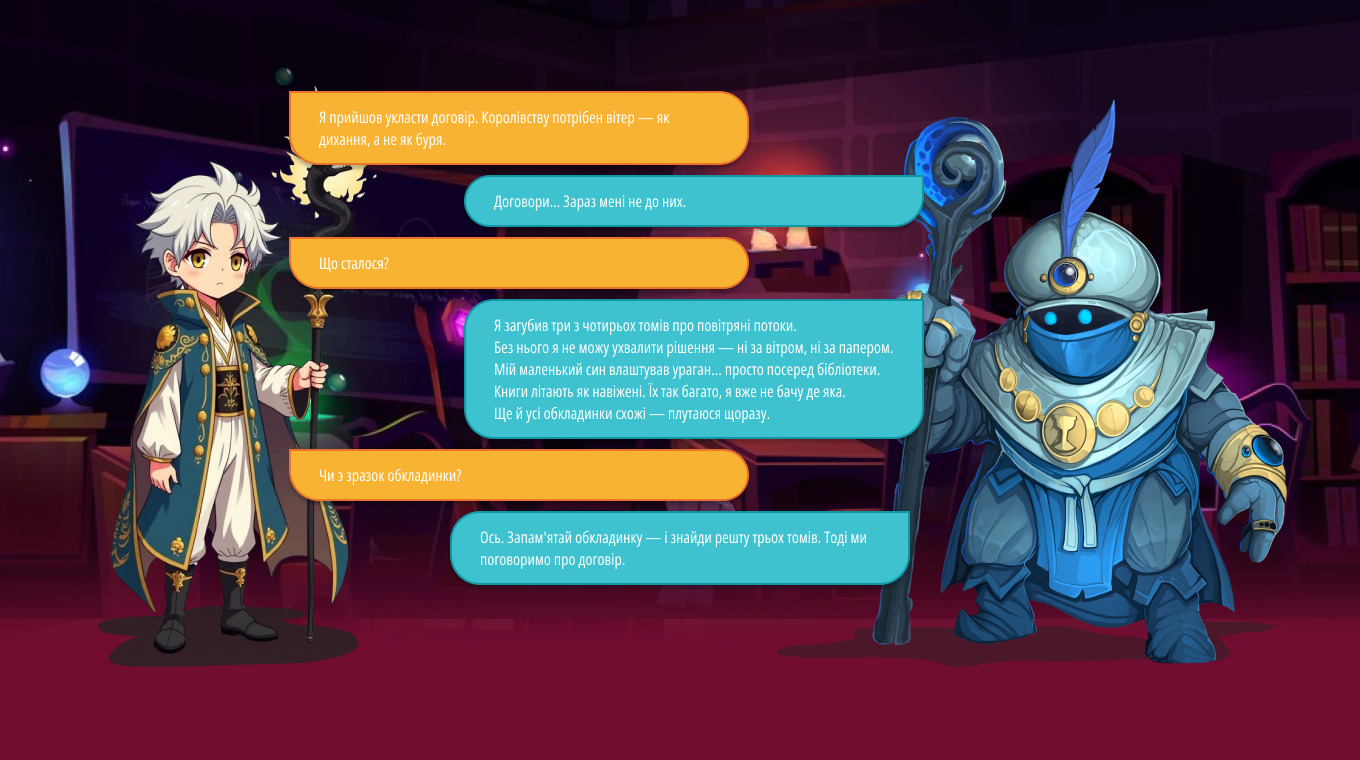 Я прийшов укласти договір. Королівству потрібен вітер — як
дихання, а не як буря.
Договори... Зараз мені не до них.
Що сталося?
Я загубив три з чотирьох томів про повітряні потоки.
Без нього я не можу ухвалити рішення — ні за вітром, ні за папером.
Мій маленький син влаштував ураган... просто посеред бібліотеки.
Книги літають як навіжені. Їх так багато, я вже не бачу де яка.
Ще й усі обкладинки схожі — плутаюся щоразу.
Чи э зразок обкладинки?
Ось. Запам'ятай обкладинку — і знайди решту трьох томів. Тоді ми
поговоримо про договір.